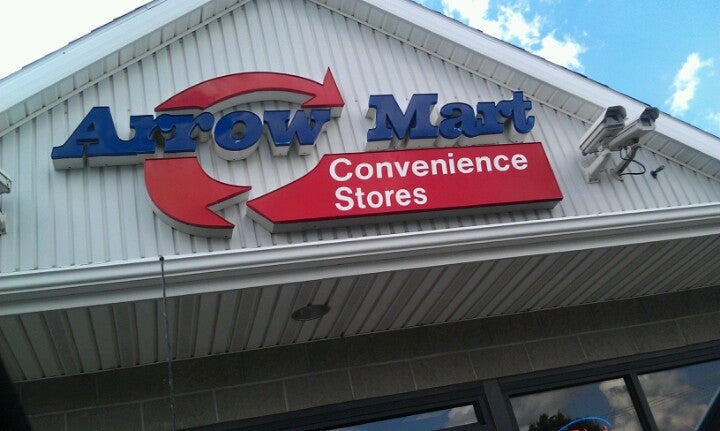 Arrow Mart
Convenience
Stores